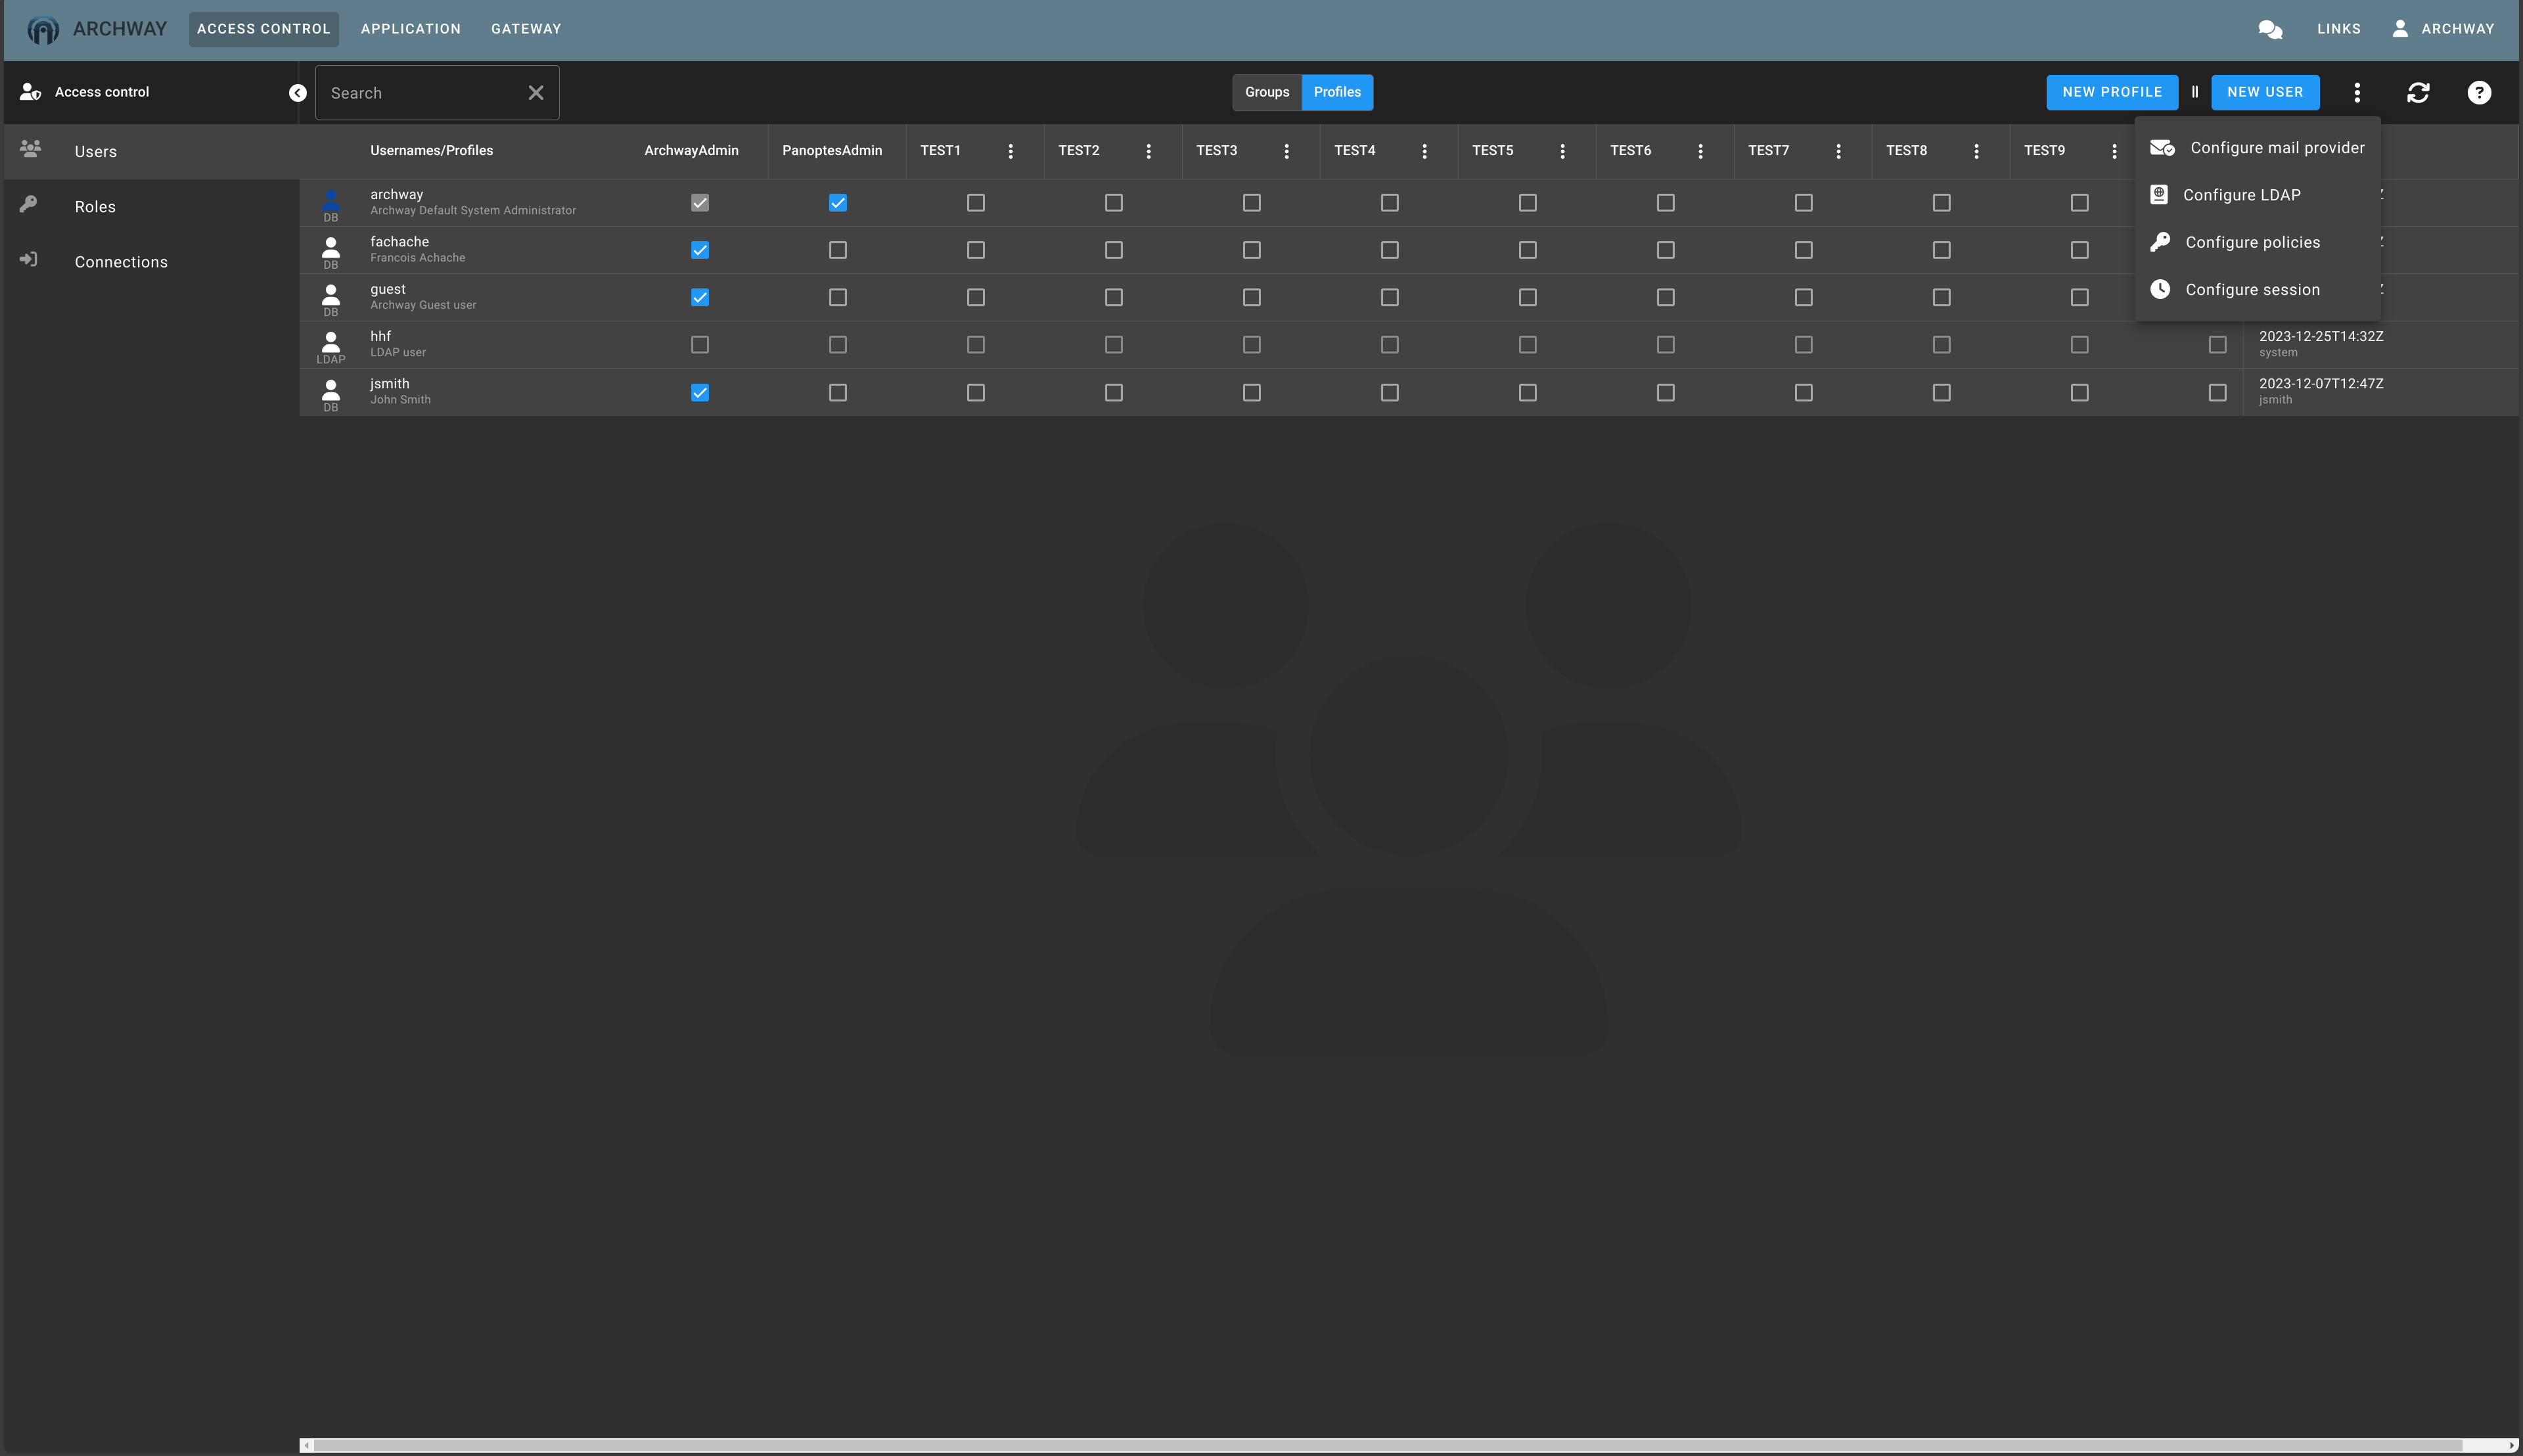 ARCHWAY ACCESS CONTROL APPLICATION GATEWAY LINKS ARCHWAY
Access control Search Groups Profiles NEW PROFILE NEW USER
Users
Roles
Connections
Usernames/Profiles ArchwayAdmin PanoptesAdmin TEST1 TEST2 TEST3 TEST4 TEST5 TEST6 TEST7 TEST8 TEST9
Configure mail provider
Configure LDAP
Configure policies
Configure session
archway
Archway Default System Administrator
DB
fachache
Francois Achache
DB
guest
Archway Guest user
DB
hhf 2023-12-25T14:32Z
LDAP user system
LDAP
jsmith 2023-12-07T12:47Z
John Smith jsmith
DB